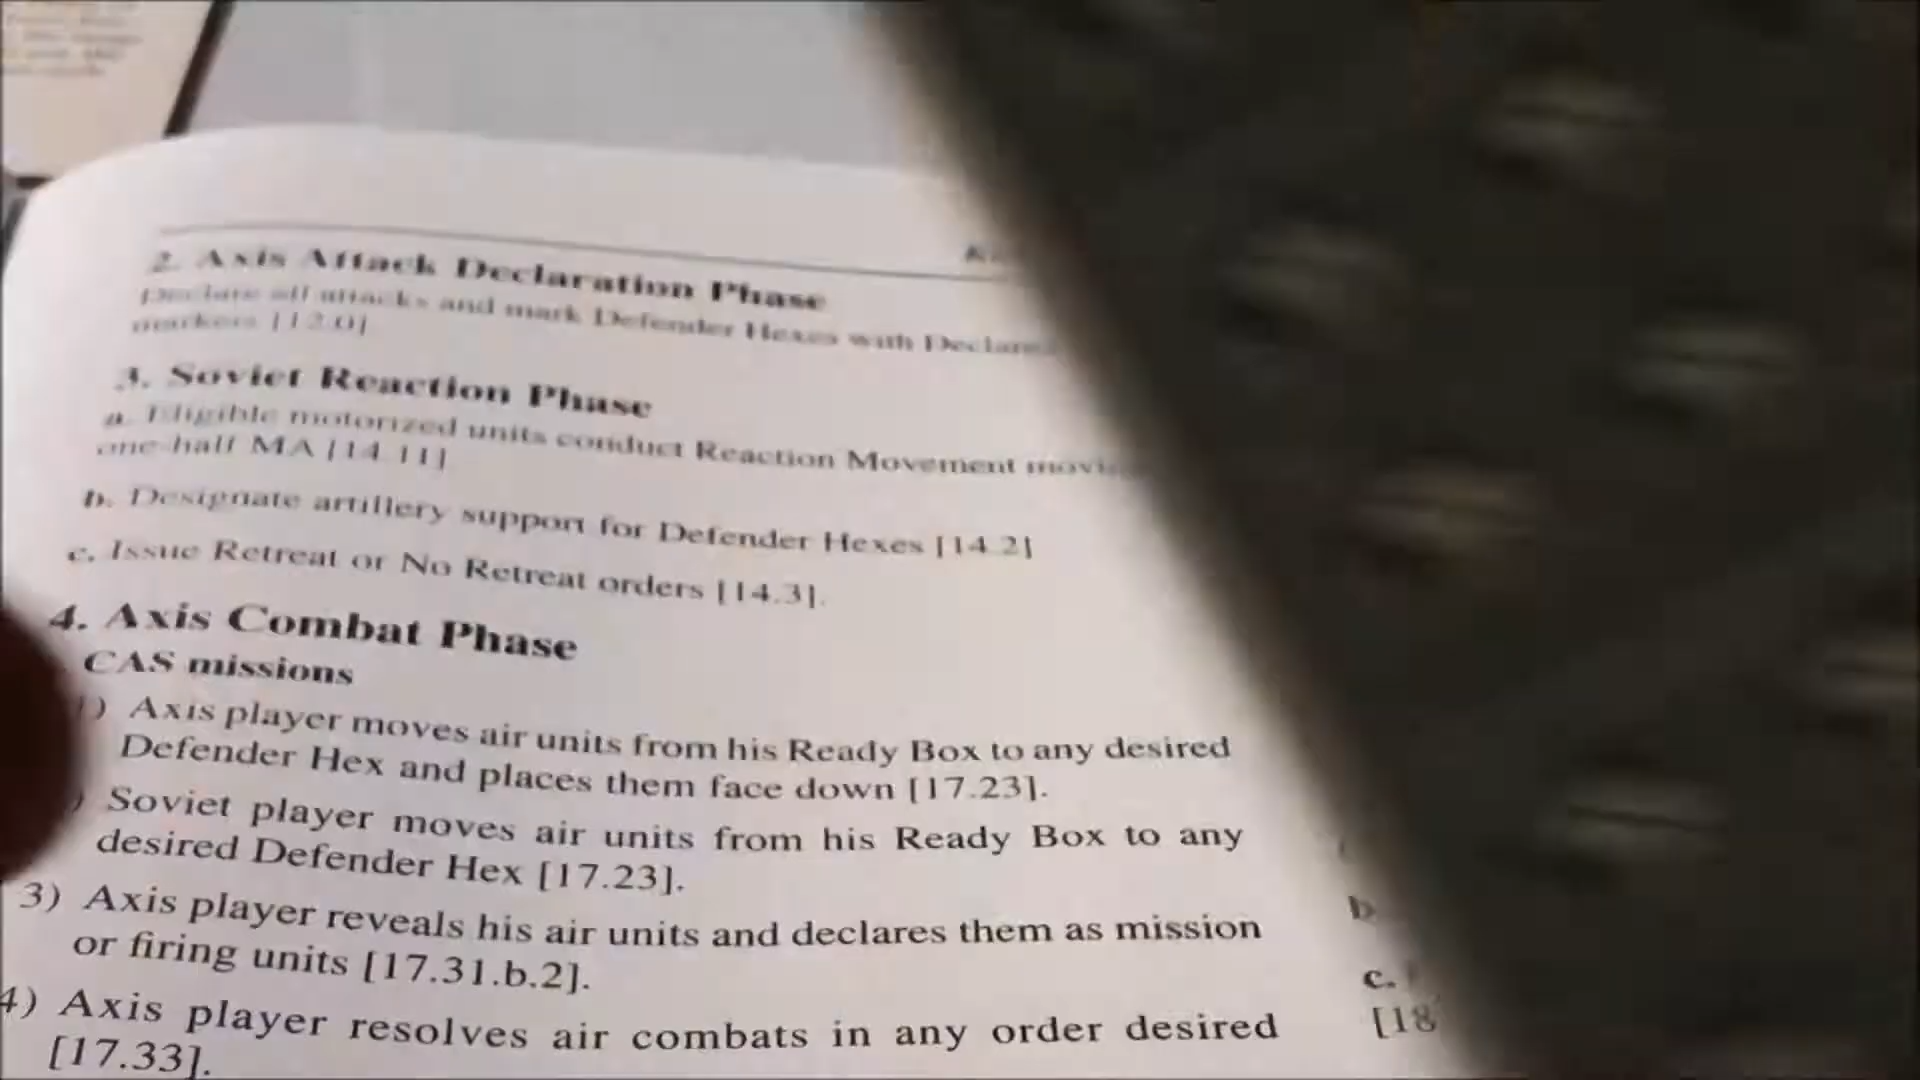 2. Axis Attack Declaration Phase
Declare all attacks and mark Defender Hexes with Declared
markers [12.0]
3. Soviet Reaction Phase
a. Eligible motorized units conduct Reaction Movement
one-half MA [14.11]
b. Designate artillery support for Defender Hexes [14.2]
c. Issue Retreat or No Retreat orders [14.3].
4. Axis Combat Phase
CAS missions
) Axis player moves air units from his Ready Box to any desired
Defender Hex and places them face down [17.23].
) Soviet player moves air units from his Ready Box to any
desired Defender Hex [17.23].
3) Axis player reveals his air units and declares them as mission
or firing units [17.31.b.2].
4) Axis player resolves air combats in any order desired
[17.33].
b
c.
[18